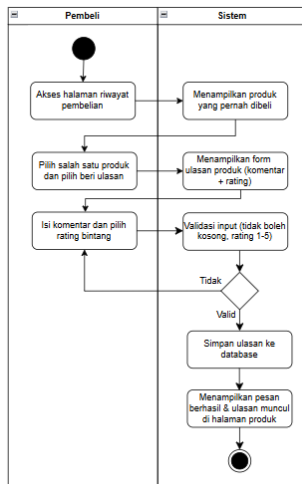 Pembeli
Sistem
Akses halaman riwayat
pembelian
Menampilkan produk
yang pernah dibeli
Pilih salah satu produk
dan pilih beri ulasan
Menampilkan form
ulasan produk (komentar
+ rating)
Isi komentar dan pilih
rating bintang
Validasi input (tidak boleh
kosong, rating 1-5)
Tidak
Valid
Simpan ulasan ke
database
Menampilkan pesan
berhasil & ulasan muncul
di halaman produk